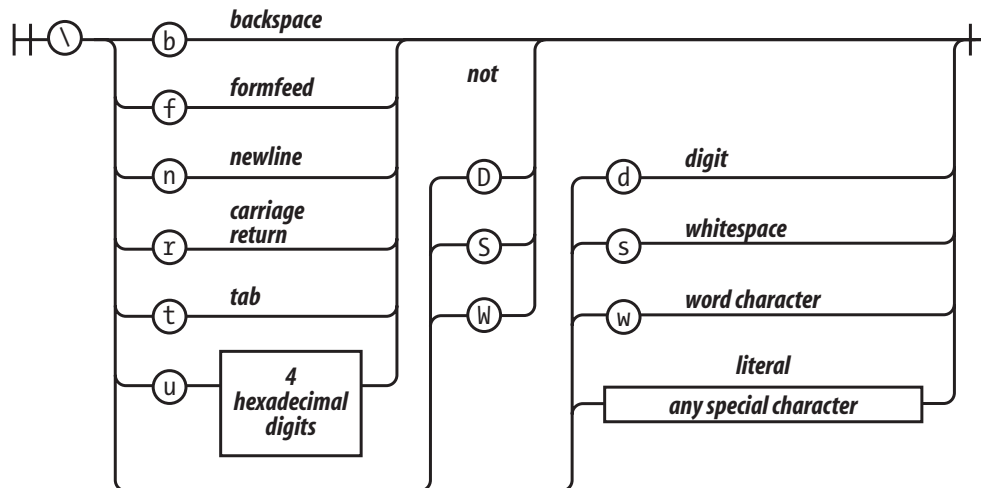 \
b backspace
not
f formfeed
n newline
D
d digit
r carriage
return
S
s whitespace
t tab
W
w word character
u 4
hexadecimal
digits
literal
any special character